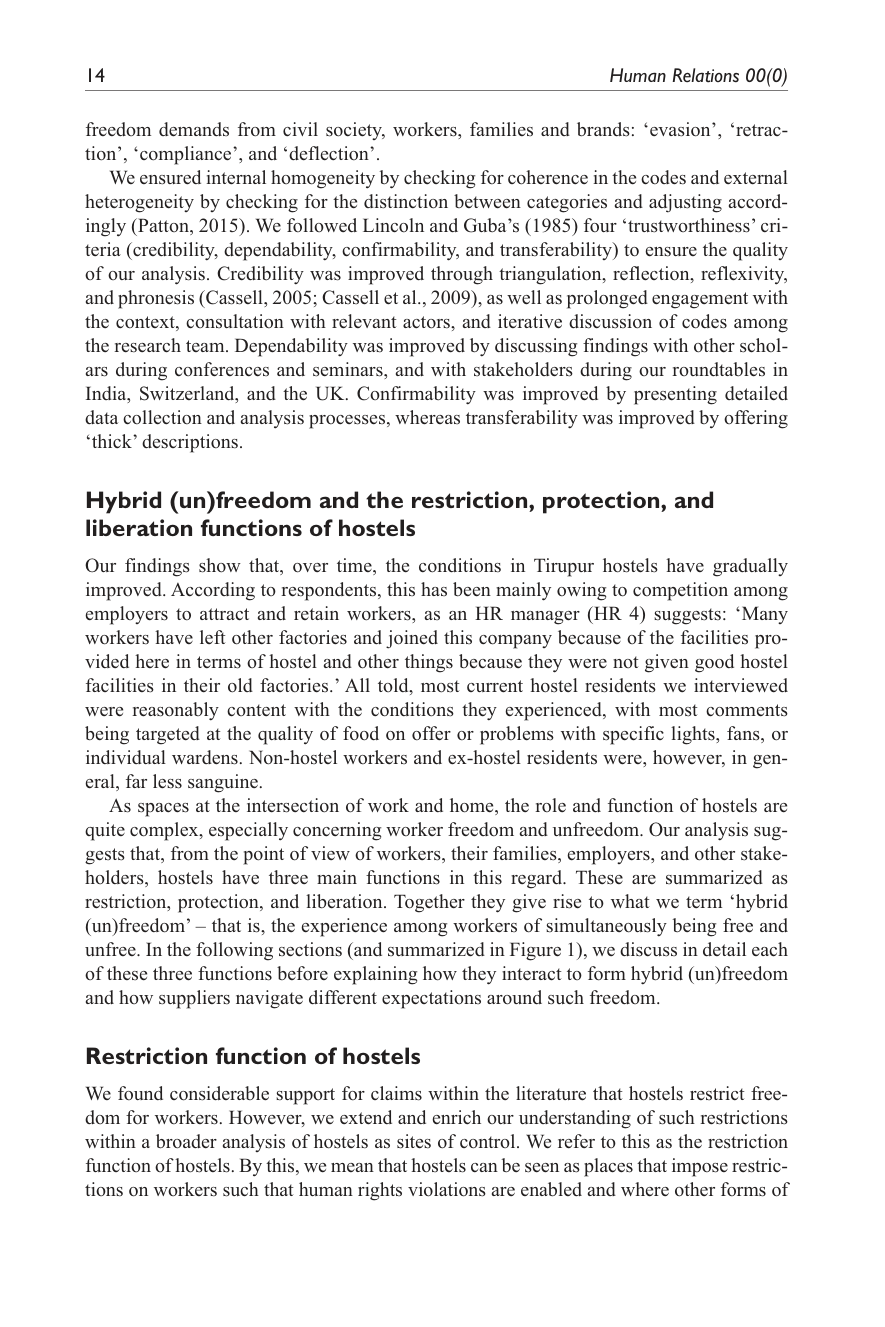 14
Human Relations 00(0)
freedom demands from civil society, workers, families and brands: ‘evasion’, ‘retrac-
tion’, ‘compliance’, and ‘deflection’.
We ensured internal homogeneity by checking for coherence in the codes and external
heterogeneity by checking for the distinction between categories and adjusting accord-
ingly (Patton, 2015). We followed Lincoln and Guba’s (1985) four ‘trustworthiness’ cri-
teria (credibility, dependability, confirmability, and transferability) to ensure the quality
of our analysis. Credibility was improved through triangulation, reflection, reflexivity,
and phronesis (Cassell, 2005; Cassell et al., 2009), as well as prolonged engagement with
the context, consultation with relevant actors, and iterative discussion of codes among
the research team. Dependability was improved by discussing findings with other schol-
ars during conferences and seminars, and with stakeholders during our roundtables in
India, Switzerland, and the UK. Confirmability was improved by presenting detailed
data collection and analysis processes, whereas transferability was improved by offering
‘thick’ descriptions.
Hybrid (un)freedom and the restriction, protection, and
liberation functions of hostels
Our findings show that, over time, the conditions in Tirupur hostels have gradually
improved. According to respondents, this has been mainly owing to competition among
employers to attract and retain workers, as an HR manager (HR 4) suggests: ‘Many
workers have left other factories and joined this company because of the facilities pro-
vided here in terms of hostel and other things because they were not given good hostel
facilities in their old factories.’ All told, most current hostel residents we interviewed
were reasonably content with the conditions they experienced, with most comments
being targeted at the quality of food on offer or problems with specific lights, fans, or
individual wardens. Non-hostel workers and ex-hostel residents were, however, in gen-
eral, far less sanguine.
As spaces at the intersection of work and home, the role and function of hostels are
quite complex, especially concerning worker freedom and unfreedom. Our analysis sug-
gests that, from the point of view of workers, their families, employers, and other stake-
holders, hostels have three main functions in this regard. These are summarized as
restriction, protection, and liberation. Together they give rise to what we term ‘hybrid
(un)freedom’ – that is, the experience among workers of simultaneously being free and
unfree. In the following sections (and summarized in Figure 1), we discuss in detail each
of these three functions before explaining how they interact to form hybrid (un)freedom
and how suppliers navigate different expectations around such freedom.
Restriction function of hostels
We found considerable support for claims within the literature that hostels restrict free-
dom for workers. However, we extend and enrich our understanding of such restrictions
within a broader analysis of hostels as sites of control. We refer to this as the restriction
function of hostels. By this, we mean that hostels can be seen as places that impose restric-
tions on workers such that human rights violations are enabled and where other forms of